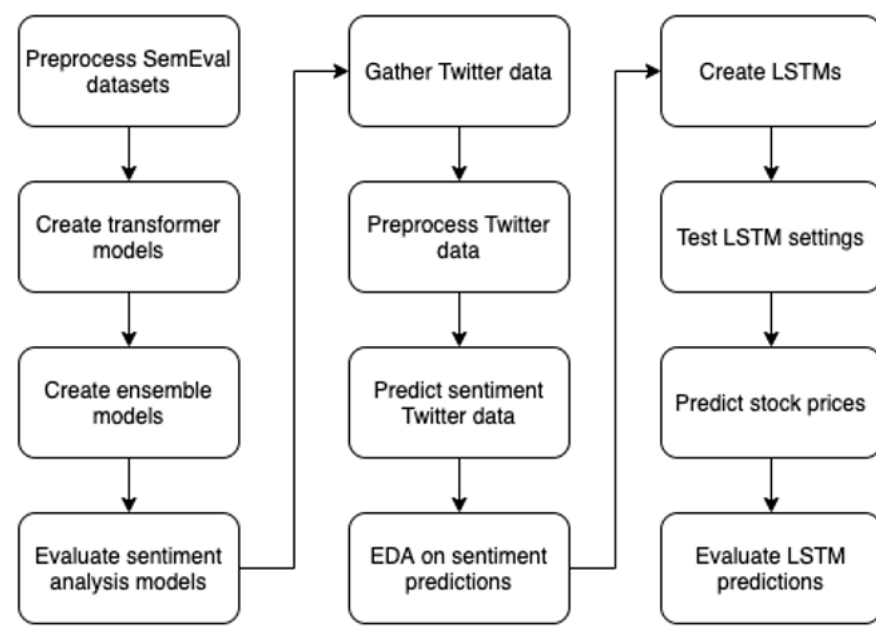 Preprocess SemEval
datasets
Create transformer
models
Create ensemble
models
Evaluate sentiment
analysis models
Gather Twitter data
Preprocess Twitter
data
Predict sentiment
Twitter data
EDA on sentiment
predictions
Create LSTMs
Test LSTM settings
Predict stock prices
Evaluate LSTM
predictions